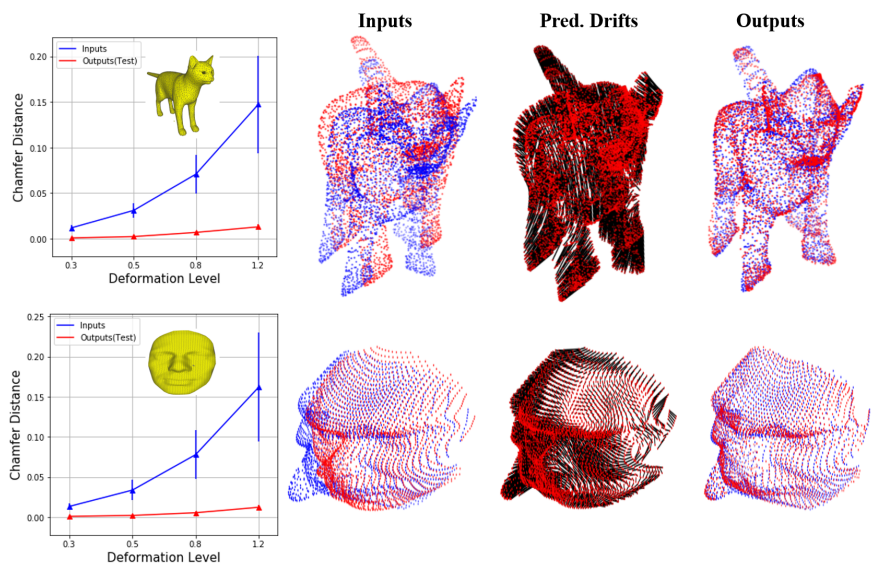 Inputs
Pred. Drifts
Outputs
0.20
0.15
0.10
0.05
0.00
Chamfer Distance
Inputs
Outputs(Test)
0.3
0.5
0.8
1.2
Deformation Level
0.25
0.20
0.15
0.10
0.05
0.00
Chamfer Distance
Inputs
Outputs(Test)
0.3
0.5
0.8
1.2
Deformation Level